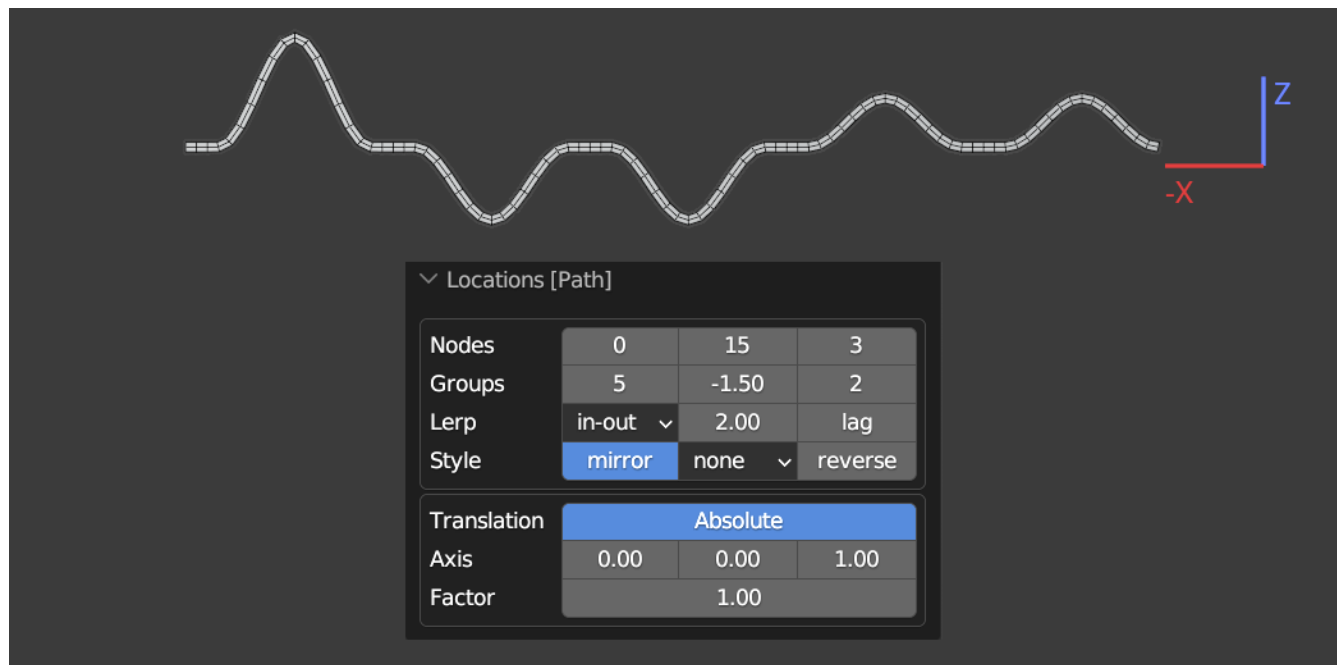 Z
-X
Locations [Path]
Nodes 0 15 3
Groups 5 -1.50 2
Lerp in-out 2.00 lag
Style mirror none reverse
Translation Absolute
Axis 0.00 0.00 1.00
Factor 1.00